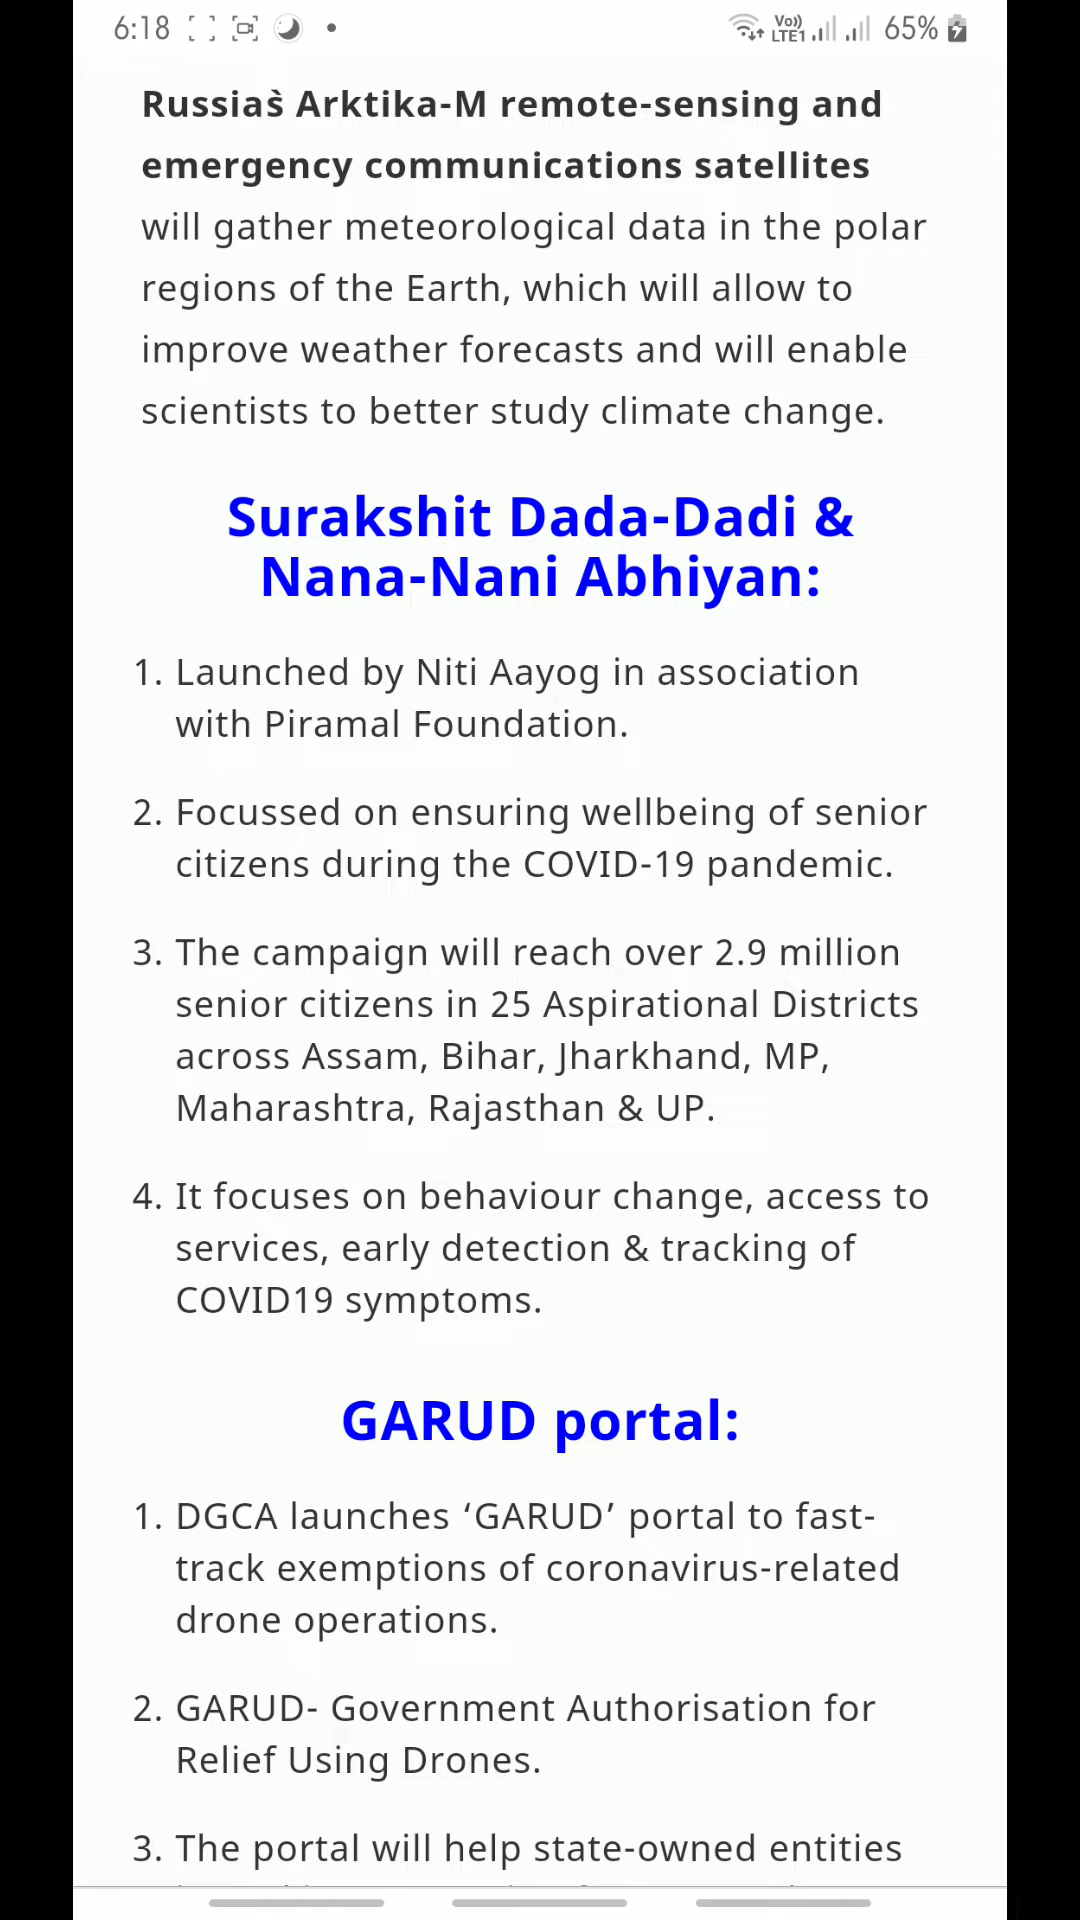 6:18 Vo)) LTE1 65%
Russias̀ Arktika-M remote-sensing and
emergency communications satellites
will gather meteorological data in the polar
regions of the Earth, which will allow to
improve weather forecasts and will enable
scientists to better study climate change.
Surakshit Dada-Dadi &
Nana-Nani Abhiyan:
1. Launched by Niti Aayog in association
with Piramal Foundation.
2. Focussed on ensuring wellbeing of senior
citizens during the COVID-19 pandemic.
3. The campaign will reach over 2.9 million
senior citizens in 25 Aspirational Districts
across Assam, Bihar, Jharkhand, MP,
Maharashtra, Rajasthan & UP.
4. It focuses on behaviour change, access to
services, early detection & tracking of
COVID19 symptoms.
GARUD portal:
1. DGCA launches ‘GARUD’ portal to fast-
track exemptions of coronavirus-related
drone operations.
2. GARUD- Government Authorisation for
Relief Using Drones.
3. The portal will help state-owned entities